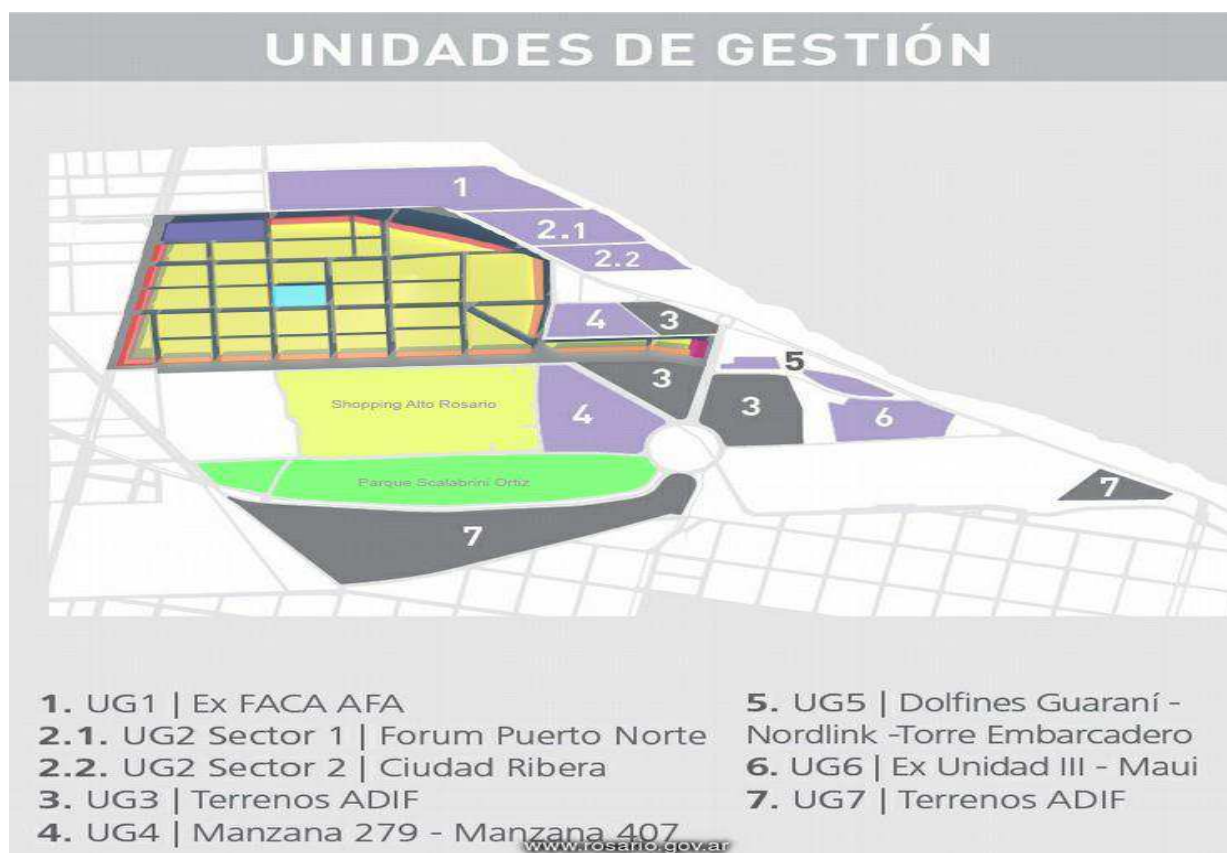 UNIDADES DE GESTIÓN
1
2.1
2.2
4
3
5
3
3
Shopping Alto Rosario
4
6
Parque Scalabrini Ortiz
7
7
1. UG1 | Ex FACA AFA
2.1. UG2 Sector 1 | Forum Puerto Norte
2.2. UG2 Sector 2 | Ciudad Ribera
3. UG3 | Terrenos ADIF
4. UG4 | Manzana 279 - Manzana 407
5. UG5 | Dolfines Guaraní -
Nordlink -Torre Embarcadero
6. UG6 | Ex Unidad III - Maui
7. UG7 | Terrenos ADIF
www.rosario.gov.ar